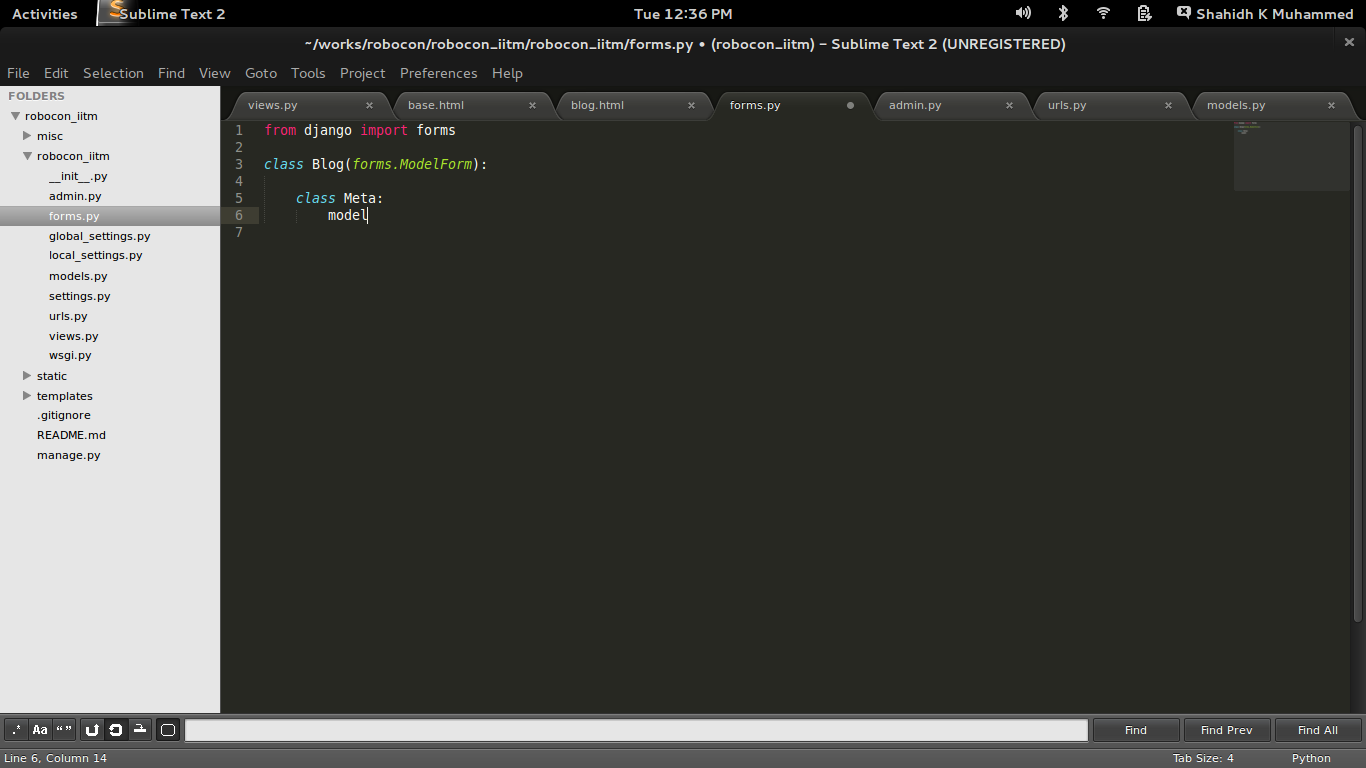 Activities Sublime Text 2 Tue 12:36 PM Shahidh K Muhammed
~/works/robocon/robocon_iitm/robocon_iitm/forms.py • (robocon_iitm) – Sublime Text 2 (UNREGISTERED)
File Edit Selection Find View Goto Tools Project Preferences Help
FOLDERS
robocon_iitm
misc
robocon_iitm
__init__.py
admin.py
forms.py
global_settings.py
local_settings.py
models.py
settings.py
urls.py
views.py
wsgi.py
static
templates
.gitignore
README.md
manage.py
views.py base.html blog.html forms.py admin.py urls.py models.py
1 from django import forms
2
3 class Blog(forms.ModelForm):
4
5 class Meta:
6 model
7
.* Aa “” Find Find Prev Find All
Line 6, Column 14 Tab Size: 4 Python